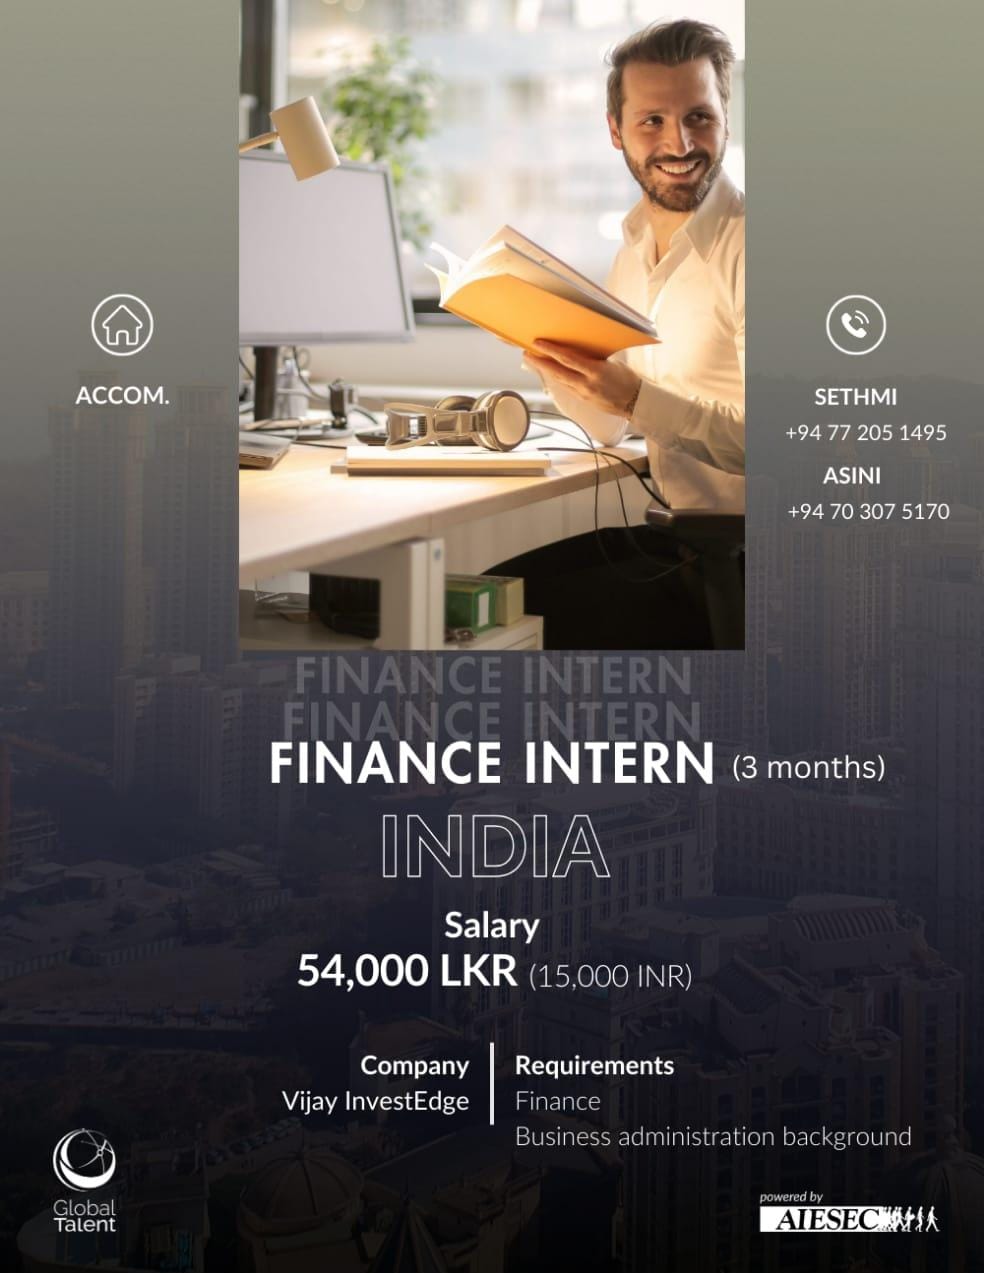 ACCOM.
SETHMI
+94 77 205 1495
ASINI
+94 70 307 5170
FINANCE INTERN
FINANCE INTERN
FINANCE INTERN (3 months)
INDIA
Salary
54,000 LKR (15,000 INR)
Company
Vijay InvestEdge
Requirements
Finance
Business administration background
Global
Talent
powered by
AIESEC